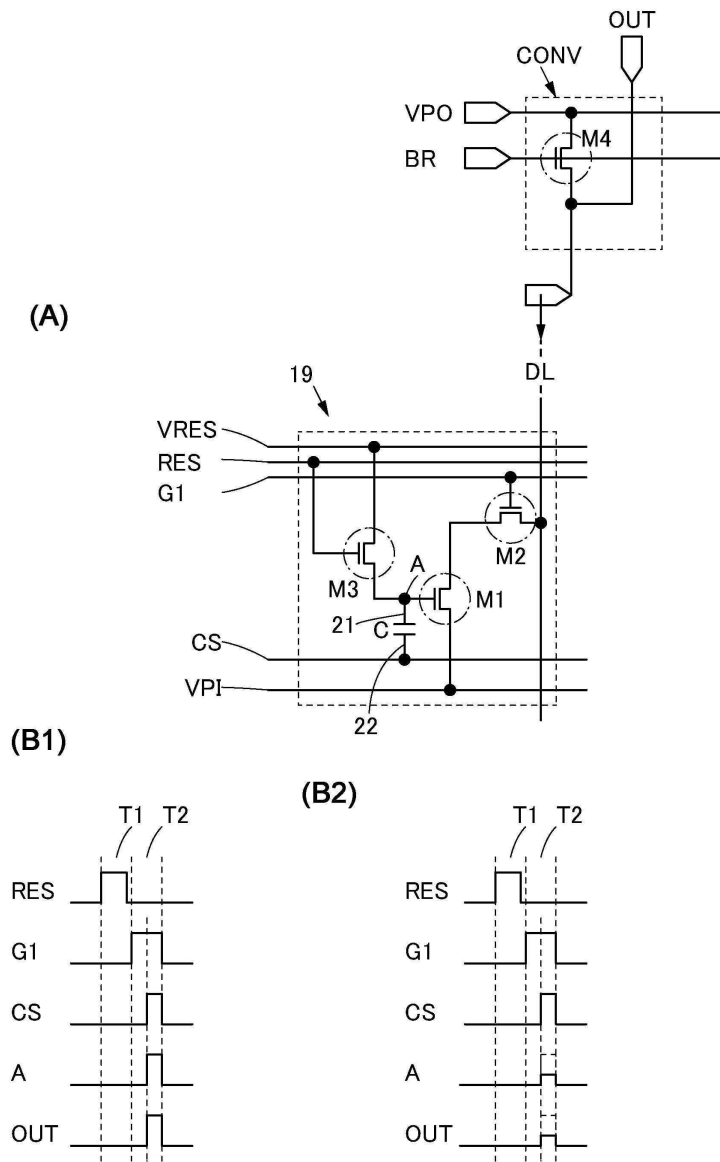 OUT
CONV
VPO
M4
BR
(A)
19
DL
VRES
RES
G1
M2
M3
A
M1
21
C
CS
VPI
22
(B1)
(B2)
T1
T2
T1
T2
RES
RES
G1
G1
CS
CS
A
A
OUT
OUT